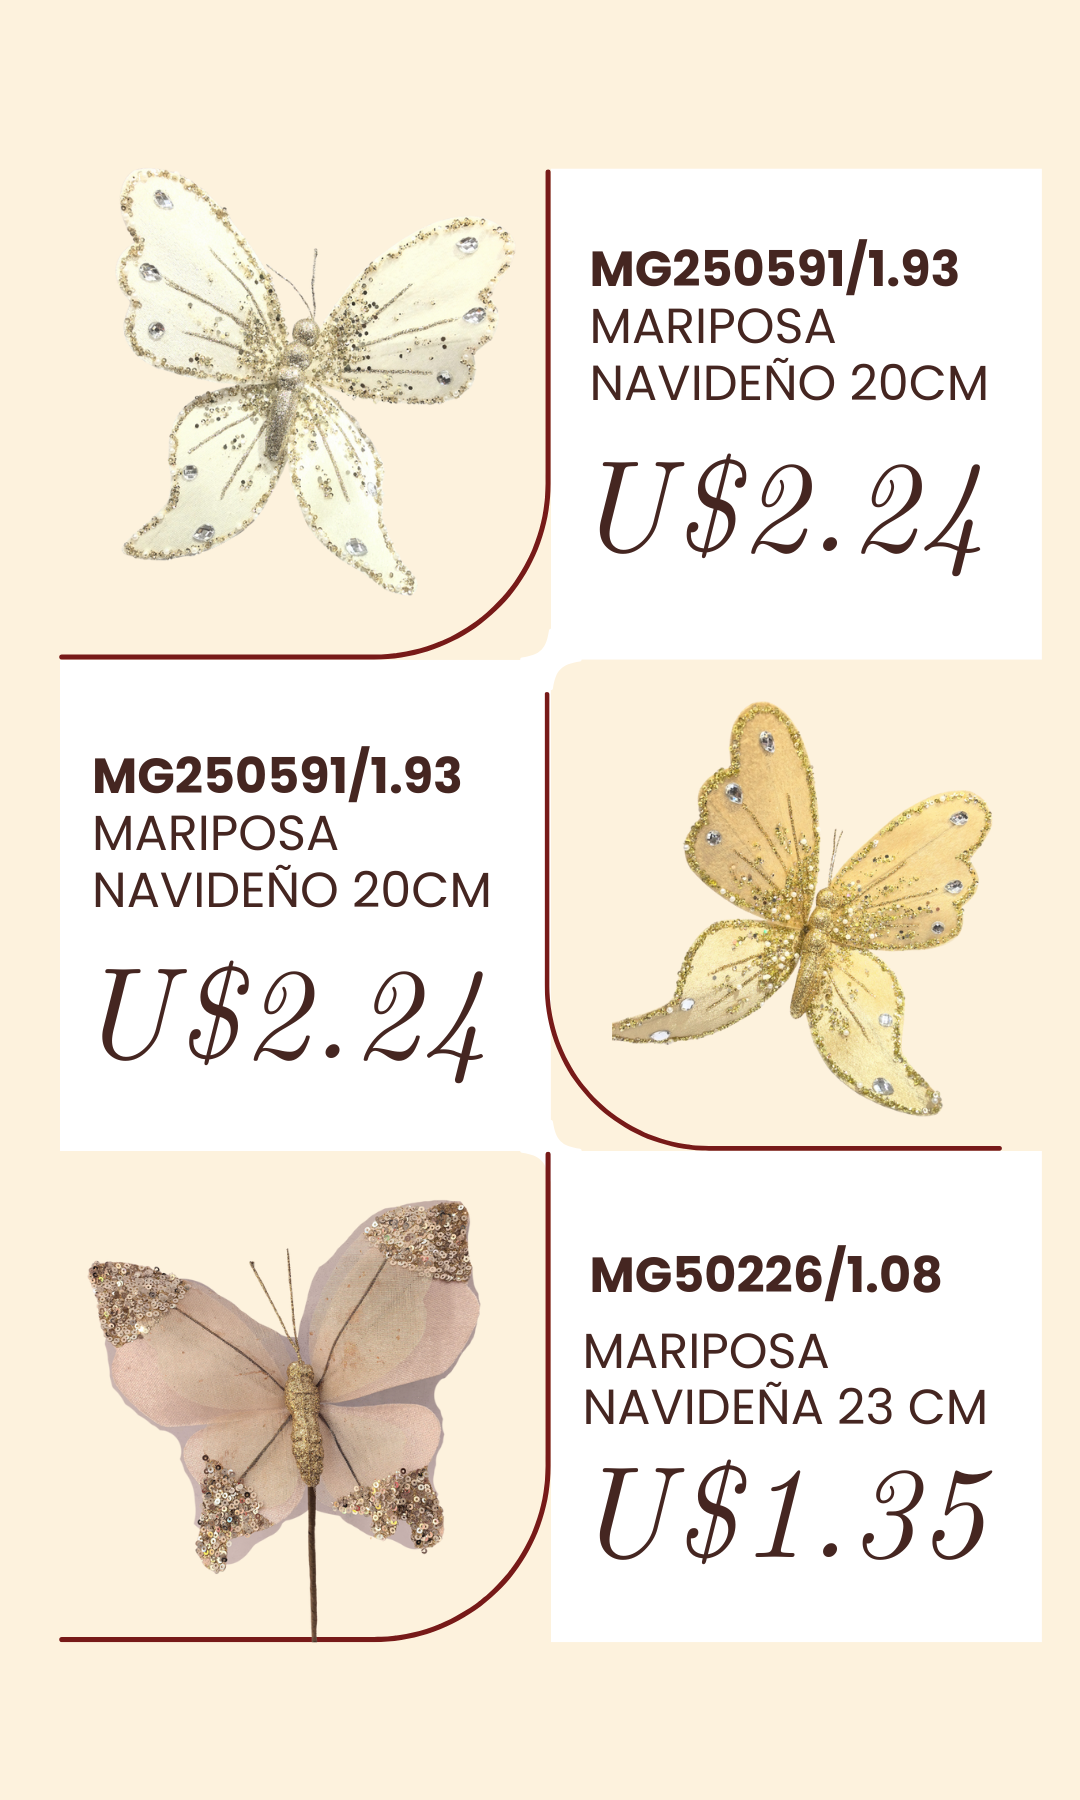 MG250591/1.93
MARIPOSA
NAVIDEÑO 20CM
U$2.24
MG250591/1.93
MARIPOSA
NAVIDEÑO 20CM
U$2.24
MG50226/1.08
MARIPOSA
NAVIDEÑA 23 CM
U$1.35